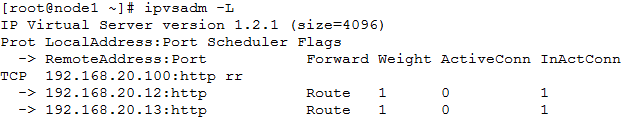 [root@node1 ~]# ipvsadm -L
IP Virtual Server version 1.2.1 (size=4096)
Prot LocalAddress:Port Scheduler Flags
  -> RemoteAddress:Port           Forward Weight ActiveConn InActConn
TCP  192.168.20.100:http rr
  -> 192.168.20.12:http           Route   1      0          1
  -> 192.168.20.13:http           Route   1      0          1